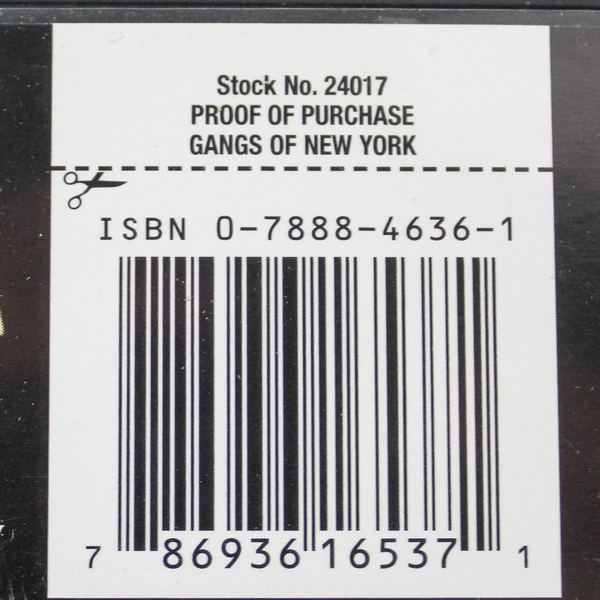 Stock No. 24017
PROOF OF PURCHASE
GANGS OF NEW YORK
ISBN 0-7888-4636-1
7 86936 16537 1